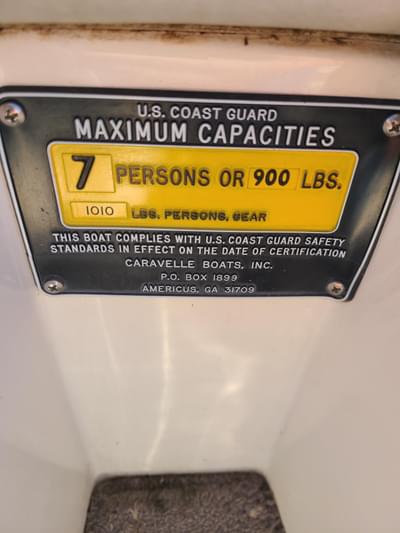 U.S. COAST GUARD
MAXIMUM CAPACITIES
7 PERSONS OR 900 LBS.
1010 LBS. PERSONS, GEAR
THIS BOAT COMPLIES WITH U.S. COAST GUARD SAFETY
STANDARDS IN EFFECT ON THE DATE OF CERTIFICATION
CARAVELLE BOATS, INC.
P.O. BOX 1899
AMERICUS, GA 31709